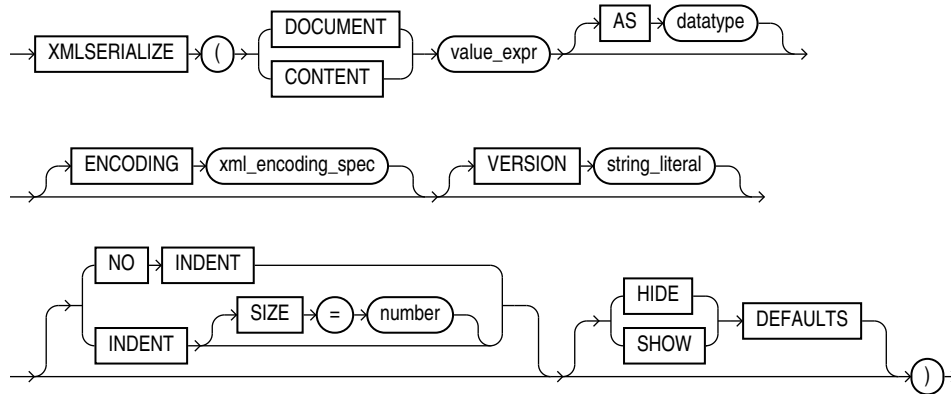 XMLSERIALIZE ( DOCUMENT CONTENT value_expr AS datatype
ENCODING xml_encoding_spec VERSION string_literal
NO INDENT
INDENT SIZE = number
HIDE SHOW DEFAULTS )